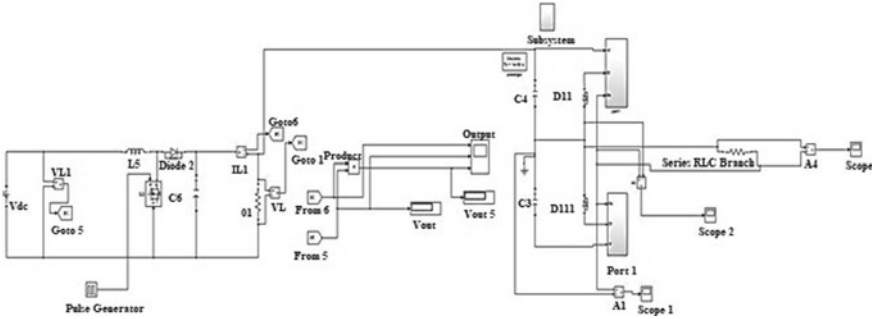 Subsystem
C4
D11
port
Goto6
Output
Product
Goto 1
L5
Diode 2
IL1
VL1
Series RLC Branch
A4
Scope
Vdc
C6
01
VL
From 6
Vout 5
C3
D111
Goto 5
Vout
Scope 2
From 5
Port 1
Pulse Generator
A1
Scope 1